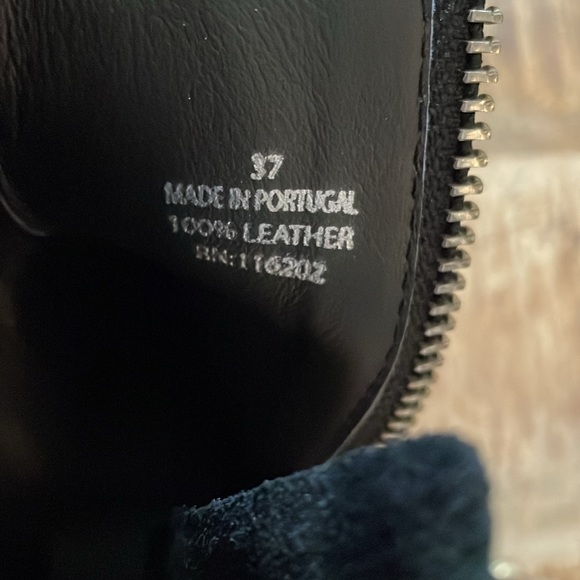 37
MADE IN PORTUGAL
100% LEATHER
RN:116202